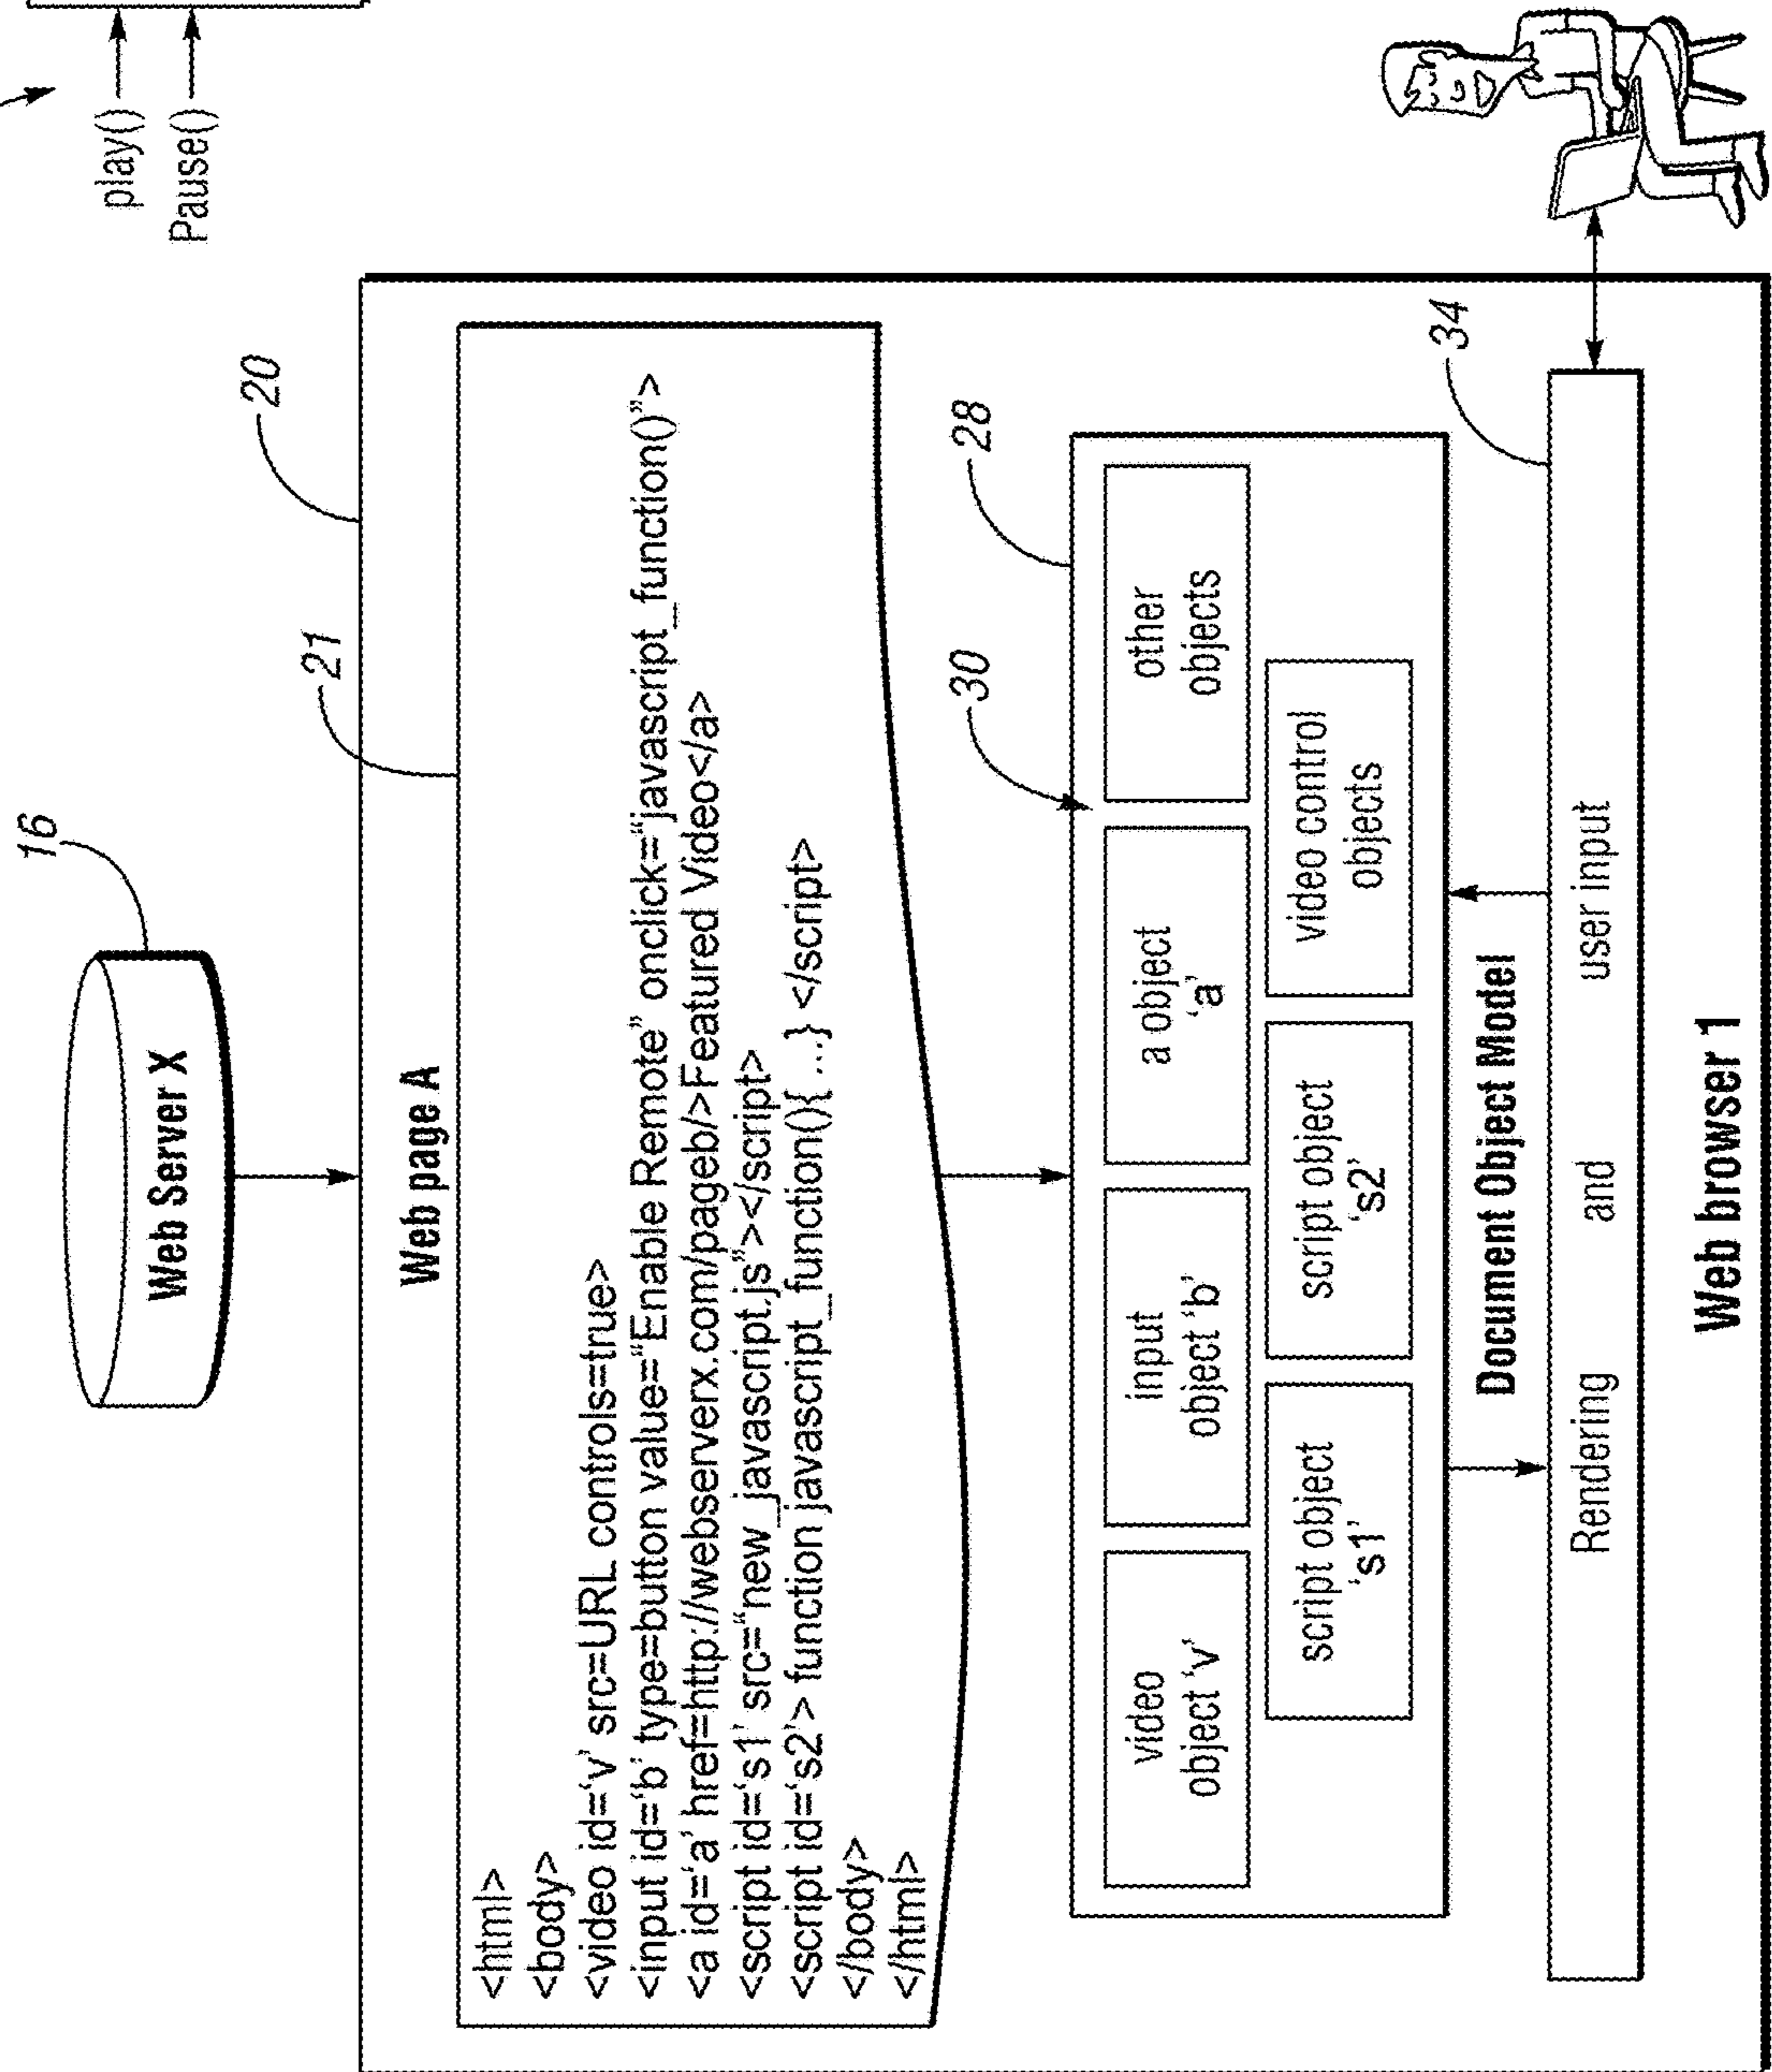 play()
Pause()
16
Web Server X
20
21
Web page A
<html>
<body>
<video id=‘v’ src=URL controls=true>
<input id=‘b’ type=button value=“Enable Remote” onclick=“javascript_function()”>
<a id=‘a’ href=http://webserverx.com/pageb/>Featured Video</a>
<script id=‘s1’ src=“new_javascript.js”></script>
<script id=‘s2’> function javascript_function(){ ...} </script>
</body>
</html>
30
28
video
object ‘v’
input
object ‘b’
a object
‘a’
other
objects
script object
‘s1’
script object
‘s2’
video control
objects
Document Object Model
34
Rendering and user input
Web browser 1